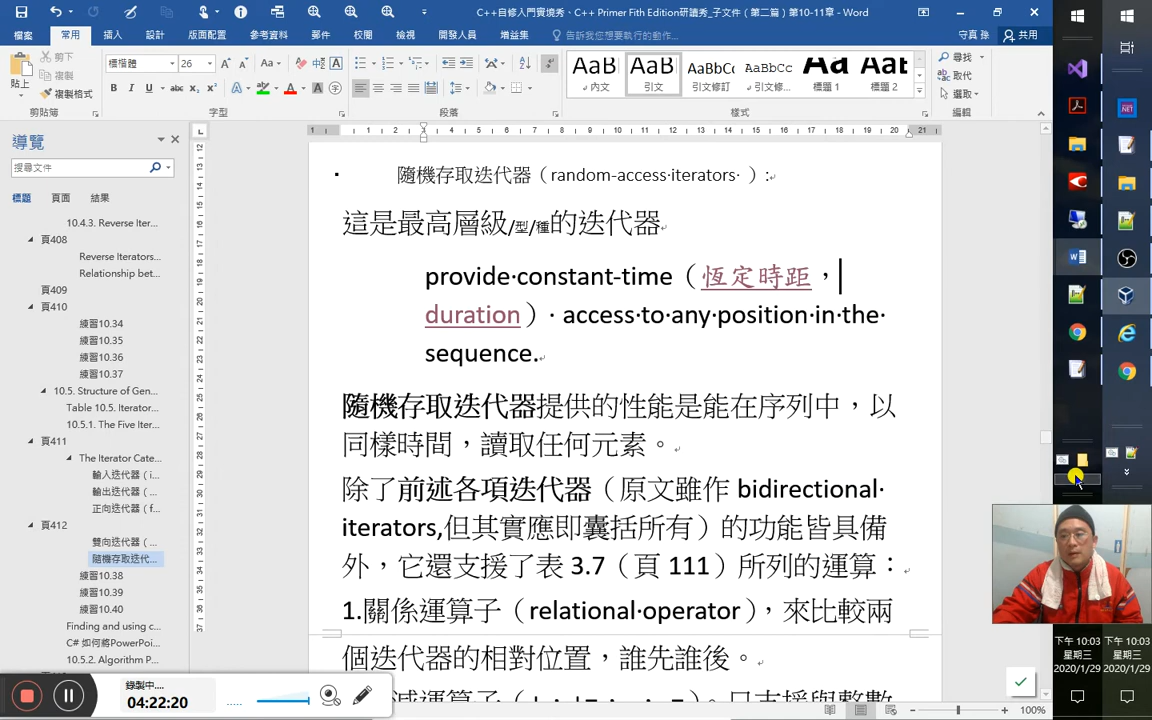 C++自修入門實境秀、C++ Primer Fifth Edition研讀秀_子文件（第二篇）第10-11章 - Word
檔案
常用
插入
設計
版面配置
參考資料
郵件
校閱
檢視
開發人員
增益集
告訴我您想要執行的動作...
守真 孫
共用
貼上
剪下
複製
複製格式
剪貼簿
標楷體
26
字型
段落
AaBb
AaBb
AaBbCc
AaBbCc
AaB
AaBb
內文
引文
引文修訂
引文修...
標題 1
標題 2
樣式
尋找
取代
選取
編輯
導覽
搜尋文件
標題
頁面
結果
10.4.3. Reverse Iter...
頁408
Reverse Iterators...
Relationship bet...
頁409
頁410
練習10.34
練習10.35
練習10.36
練習10.37
10.5. Structure of Gen...
Table 10.5. Iterator...
10.5.1. The Five Iter...
頁411
The Iterator Cate...
輸入迭代器（i...
輸出迭代器（...
正向迭代器（f...
頁412
雙向迭代器（...
隨機存取迭代...
練習10.38
練習10.39
練習10.40
Finding and using c...
C# 如何將PowerPoi...
10.5.2. Algorithm P...
隨機存取迭代器（random-access iterators ）:
這是最高層級/型/種的迭代器
provide constant-time（恆定時距，
duration） access to any position in the
sequence.
隨機存取迭代器提供的性能是能在序列中，以
同樣時間，讀取任何元素。
除了前述各項迭代器（原文雖作 bidirectional
iterators,但其實應即囊括所有）的功能皆具備
外，它還支援了表 3.7（頁 111）所列的運算：
1.關係運算子（relational operator），來比較兩
個迭代器的相對位置，誰先誰後。
錄製中....
04:22:20
100%
下午 10:03
星期三
2020/1/29
下午 10:03
星期三
2020/1/29